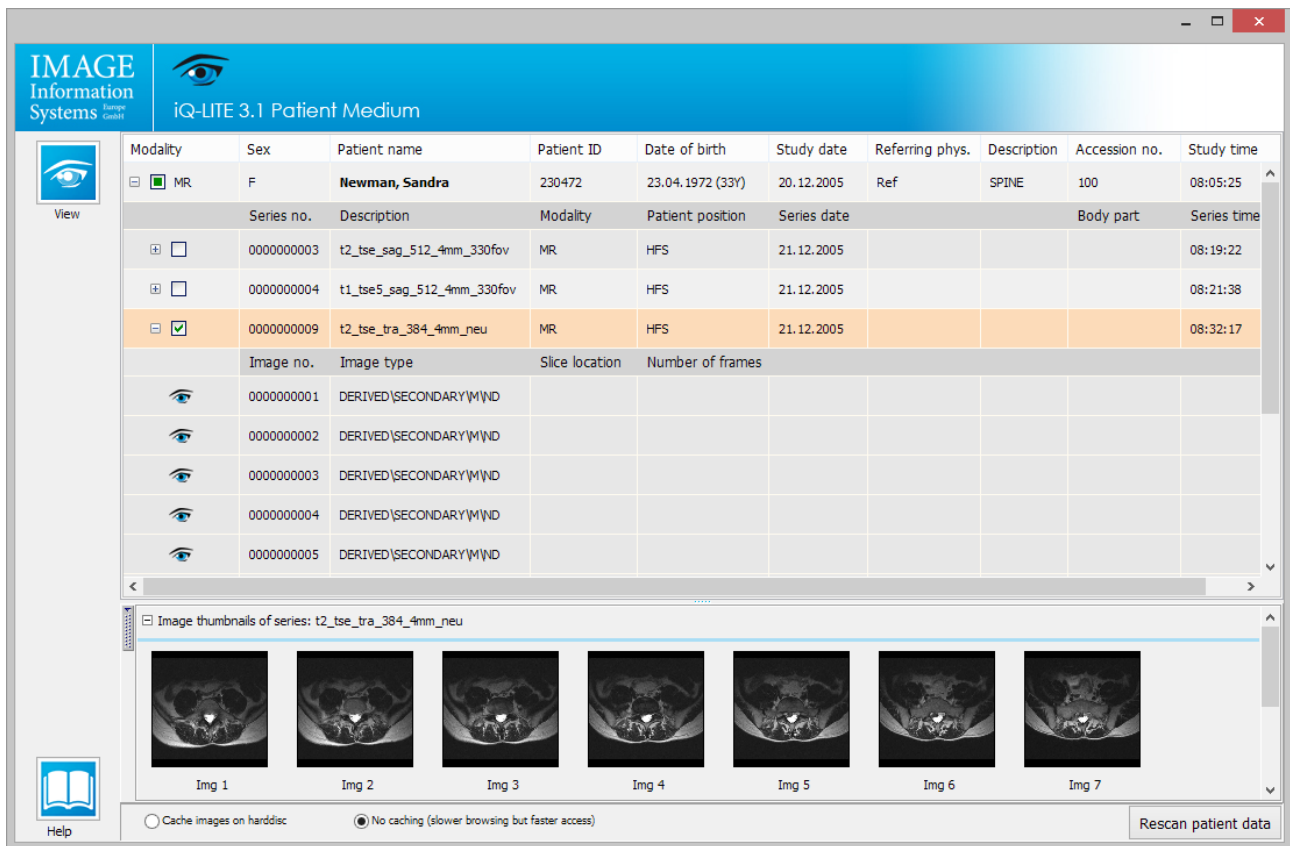 IMAGE
Information
Systems Europe GmbH
iQ-LITE 3.1 Patient Medium
View
Modality Sex Patient name Patient ID Date of birth Study date Referring phys. Description Accession no. Study time
MR F Newman, Sandra 230472 23.04.1972 (33Y) 20.12.2005 Ref SPINE 100 08:05:25
Series no. Description Modality Patient position Series date Body part Series time
0000000003 t2_tse_sag_512_4mm_330fov MR HFS 21.12.2005 08:19:22
0000000004 t1_tse5_sag_512_4mm_330fov MR HFS 21.12.2005 08:21:38
0000000009 t2_tse_tra_384_4mm_neu MR HFS 21.12.2005 08:32:17
Image no. Image type Slice location Number of frames
0000000001 DERIVED\SECONDARY\M\ND
0000000002 DERIVED\SECONDARY\M\ND
0000000003 DERIVED\SECONDARY\M\ND
0000000004 DERIVED\SECONDARY\M\ND
0000000005 DERIVED\SECONDARY\M\ND
Image thumbnails of series: t2_tse_tra_384_4mm_neu
Img 1 Img 2 Img 3 Img 4 Img 5 Img 6 Img 7
Help
Cache images on harddisc No caching (slower browsing but faster access) Rescan patient data